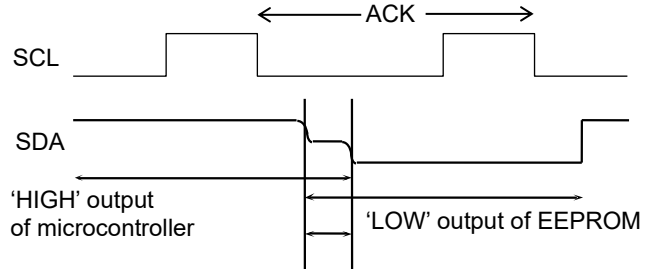 ACK
SCL
SDA
‘HIGH’ output
of microcontroller
‘LOW’ output of EEPROM